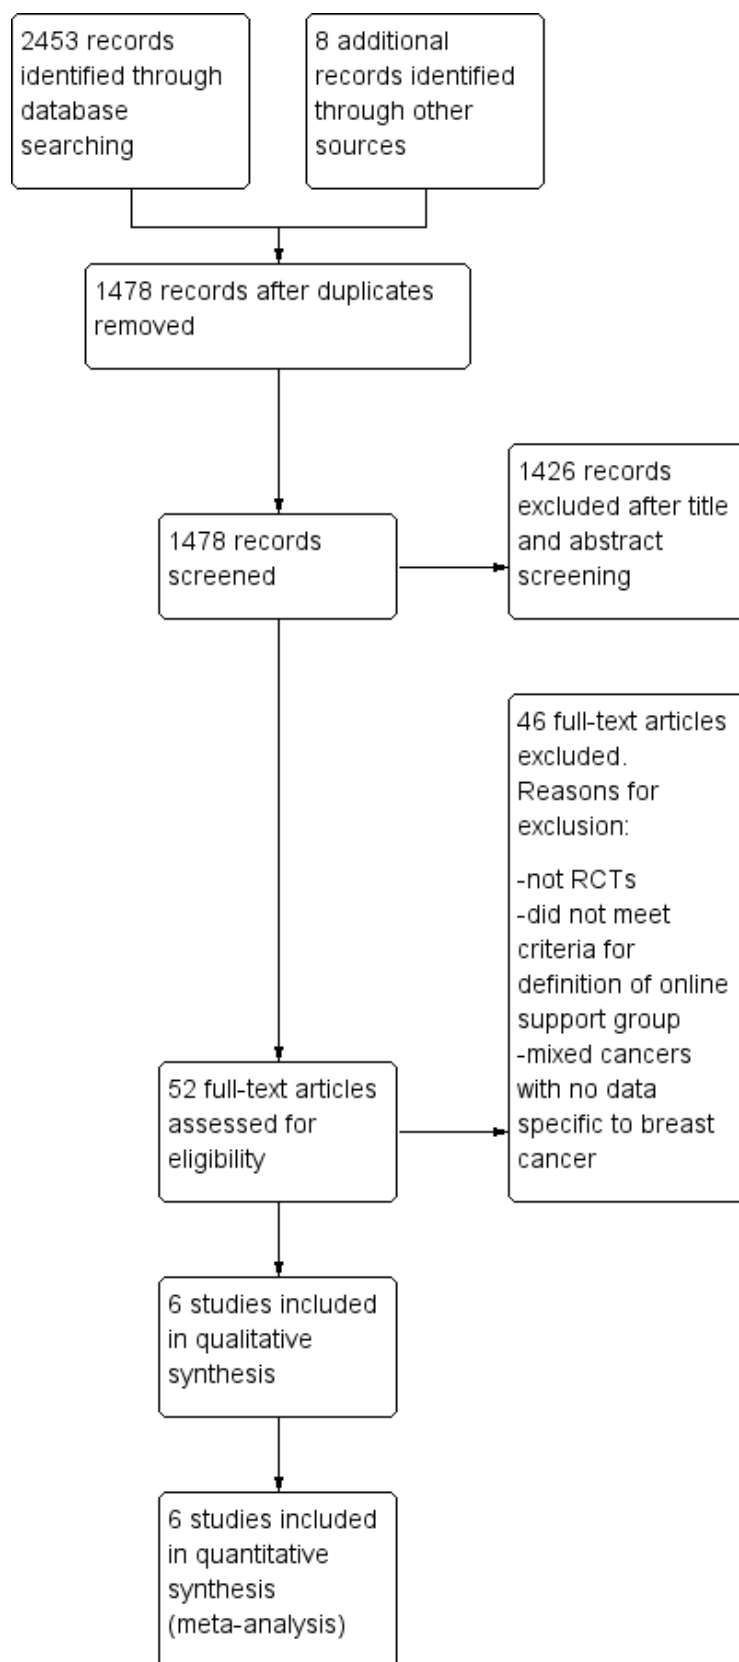 2453 records
identified through
database
searching
8 additional
records identified
through other
sources
1478 records after duplicates
removed
1478 records
screened
1426 records
excluded after title
and abstract
screening
46 full-text articles
excluded.
Reasons for
exclusion:
-not RCTs
-did not meet
criteria for
definition of online
support group
-mixed cancers
with no data
specific to breast
cancer
52 full-text articles
assessed for
eligibility
6 studies included
in qualitative
synthesis
6 studies included
in quantitative
synthesis
(meta-analysis)